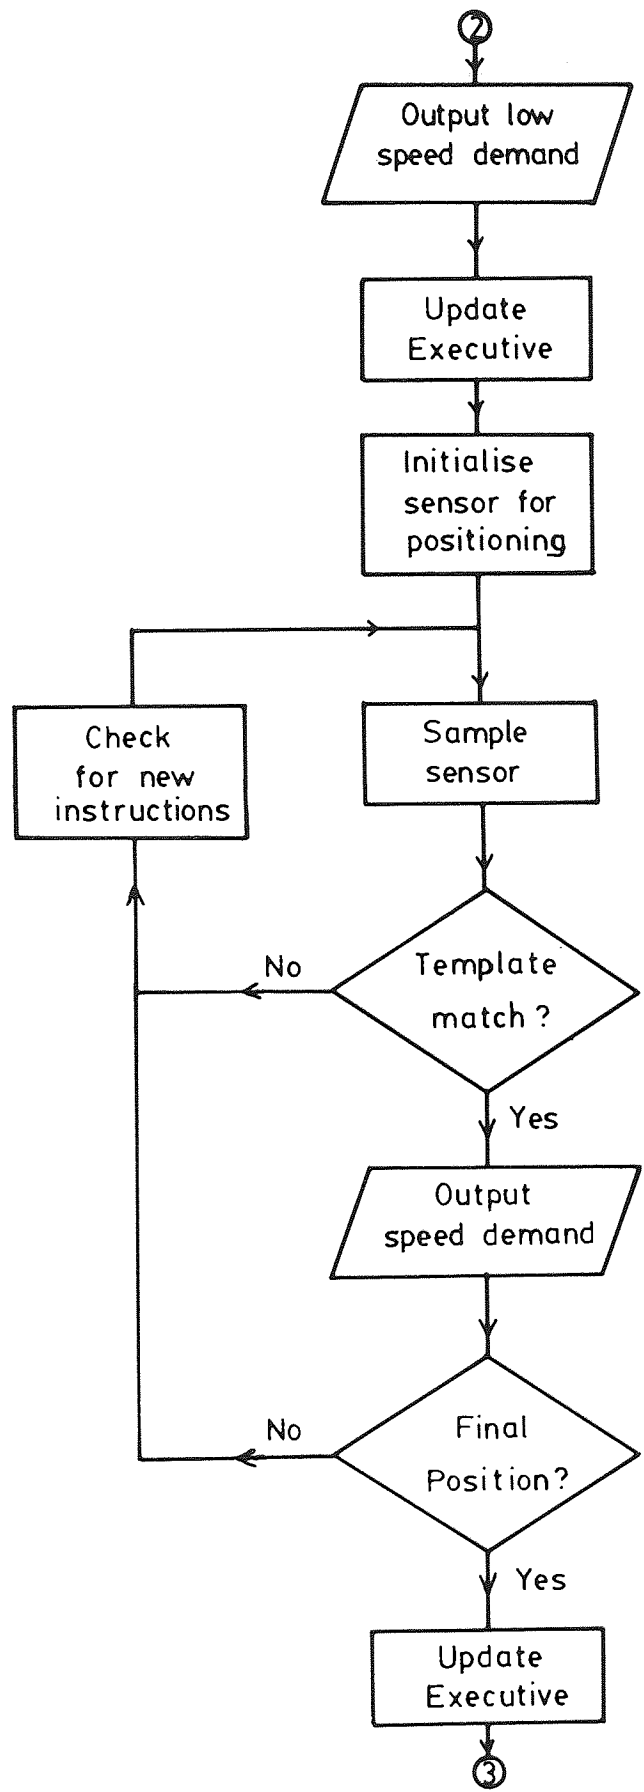 2
Output low
speed demand
Update
Executive
Initialise
sensor for
positioning
Check
for new
instructions
Sample
sensor
No
Template
match?
Yes
Output
speed demand
No
Final
Position?
Yes
Update
Executive
3